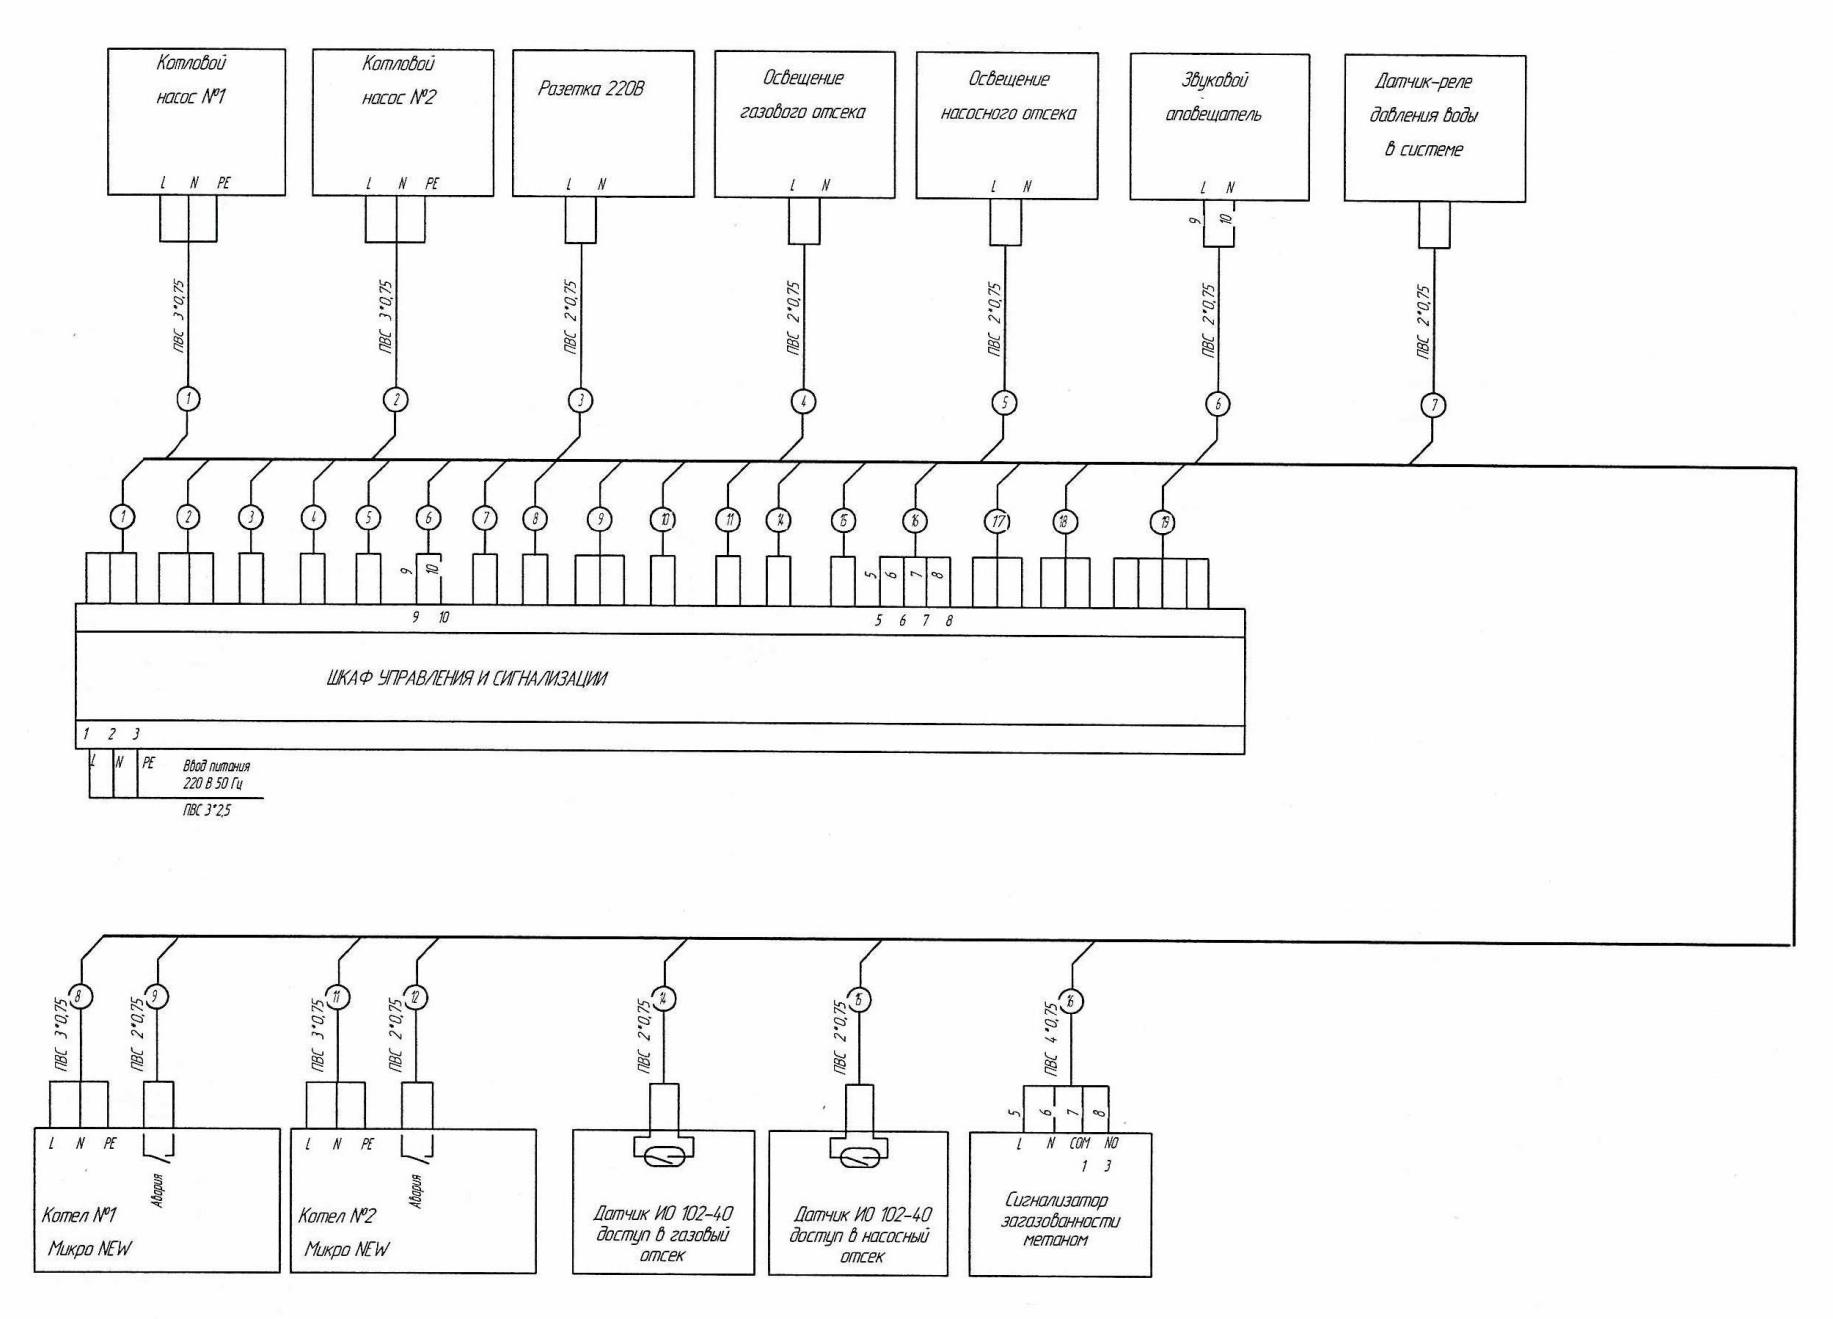 Котловой
насос №1
L N PE
Котловой
насос №2
L N PE
Розетка 220В
L N
Освещение
газового отсека
L N
Освещение
насосного отсека
L N
Звуковой
оповещатель
L N
9 10
Датчик-реле
давления воды
в системе
ПВС 3*0,75
ПВС 3*0,75
ПВС 2*0,75
ПВС 2*0,75
ПВС 2*0,75
ПВС 2*0,75
ПВС 2*0,75
1 2 3 4 5 6 7
1 2 3 4 5 6 7 8 9 10 11 14 15 16 17 18 19
9 10 5 6 7 8
9 10 5 6 7 8
ШКАФ УПРАВЛЕНИЯ И СИГНАЛИЗАЦИИ
1 2 3
L N PE
Ввод питания
220 В 50 Гц
ПВС 3*2,5
8 9 11 12 14 15 16
ПВС 3*0,75
ПВС 2*0,75
ПВС 3*0,75
ПВС 2*0,75
ПВС 2*0,75
ПВС 2*0,75
ПВС 4*0,75
L N PE
Авария
Котел №1
Микро NEW
L N PE
Авария
Котел №2
Микро NEW
Датчик ИО 102-40
доступ в газовый
отсек
Датчик ИО 102-40
доступ в насосный
отсек
5 6 7 8
L N COM NO
1 3
Сигнализатор
загазованности
метаном